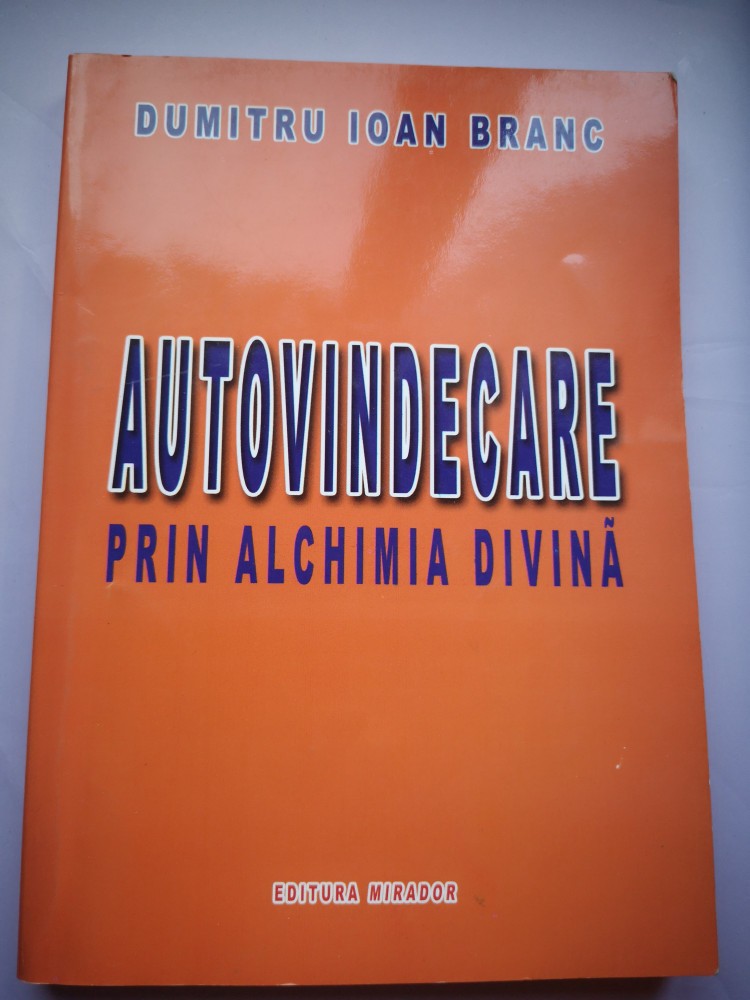 DUMITRU IOAN BRANC
AUTOVINDECARE
PRIN ALCHIMIA DIVINÃ
EDITURA MIRADOR